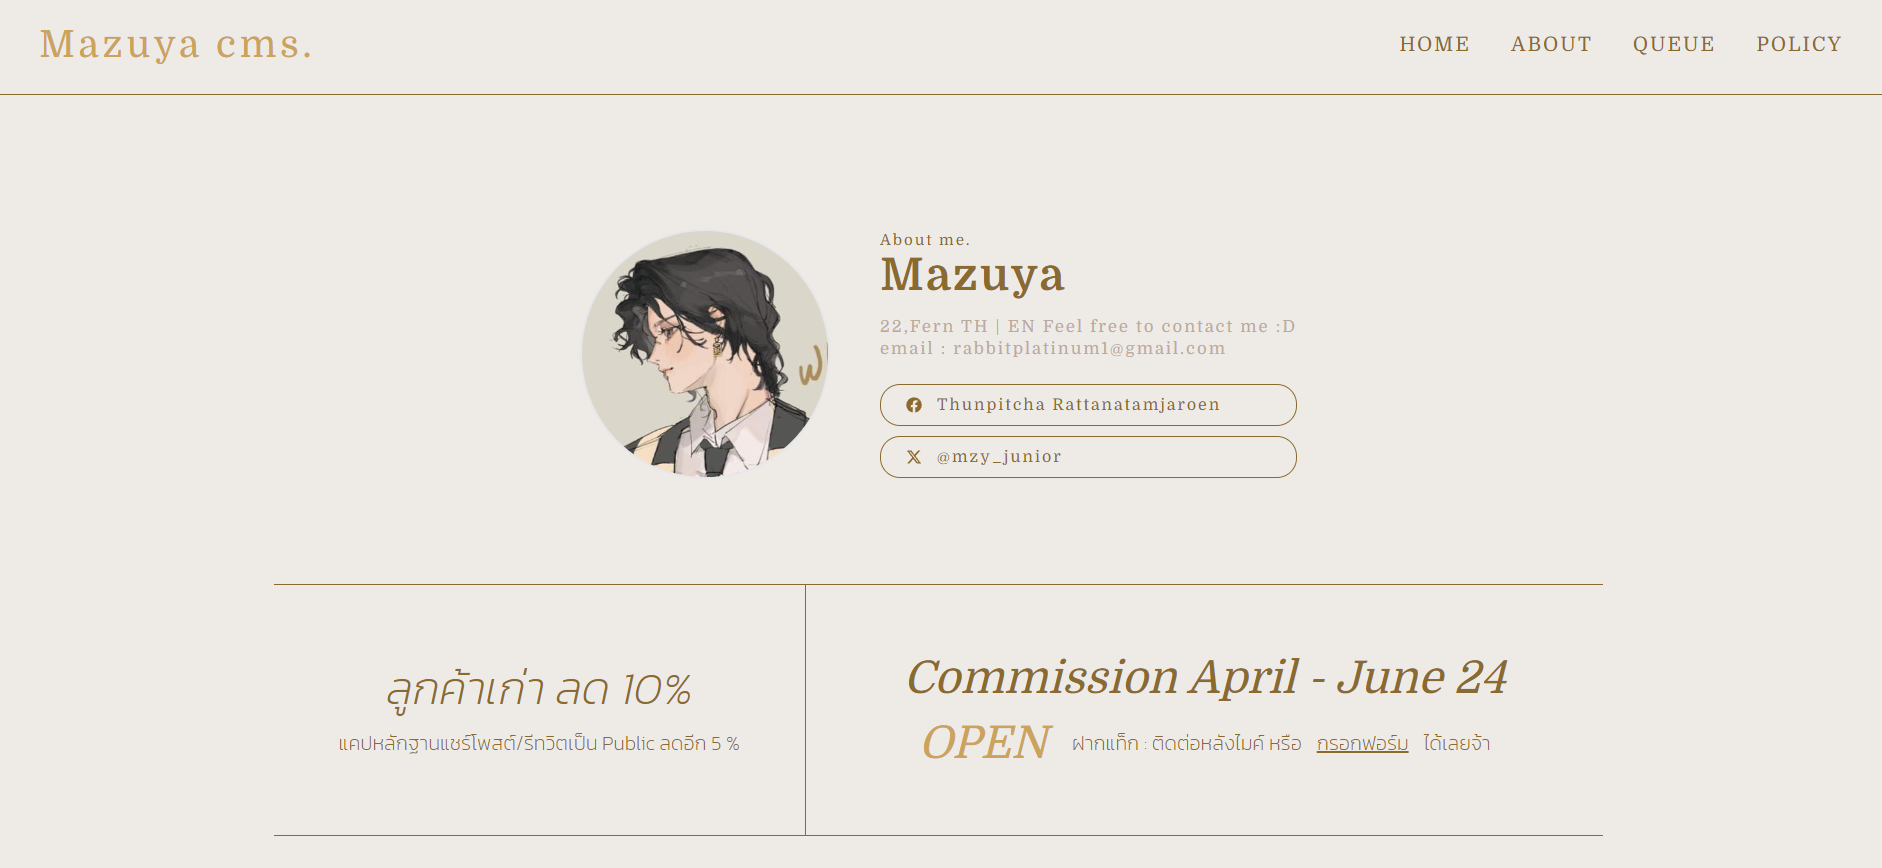 Mazuya cms.
HOME ABOUT QUEUE POLICY
About me.
Mazuya
22,Fern TH | EN Feel free to contact me :D
email : rabbitplatinum1@gmail.com
Thunpitcha Rattanatamjaroen
@mzy_junior
ลูกค้าเก่า ลด 10%
แคปหลักฐานแชร์โพสต์/รีทวิตเป็น Public ลดอีก 5 %
Commission April - June 24
OPEN ฝากแท็ก : ติดต่อหลังไมค์ หรือ กรอกฟอร์ม ได้เลยจ้า